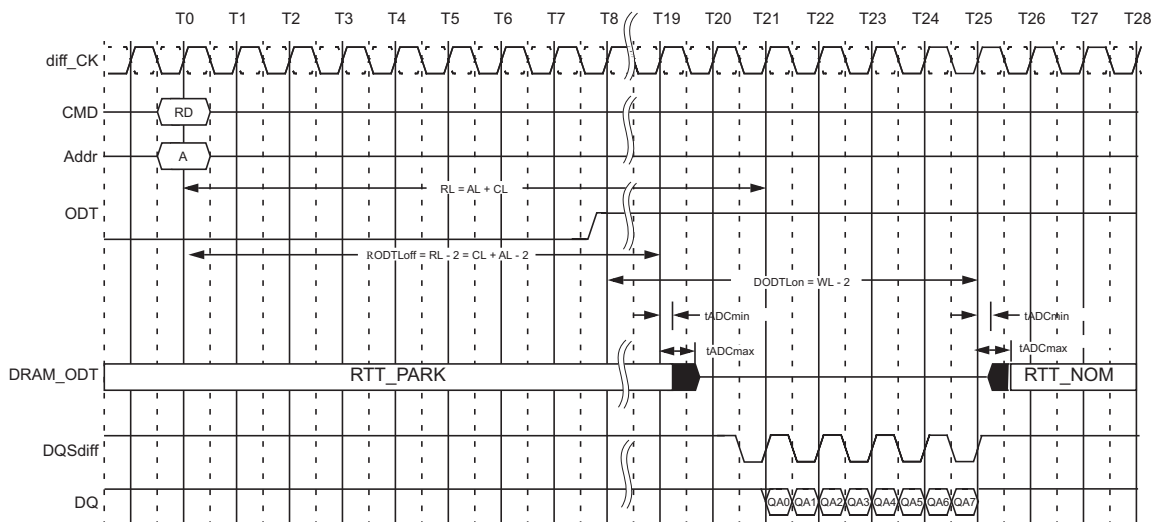 T0 T1 T2 T3 T4 T5 T6 T7 T8 T19 T20 T21 T22 T23 T24 T25 T26 T27 T28
diff_CK
CMD RD
Addr A
RL = AL + CL
ODT
RODTLoff = RL - 2 = CL + AL - 2
DODTLon = WL - 2
tADCmin tADCmin
tADCmax tADCmax
DRAM_ODT RTT_PARK RTT_NOM
DQSdiff
DQ QA0 QA1 QA2 QA3 QA4 QA5 QA6 QA7